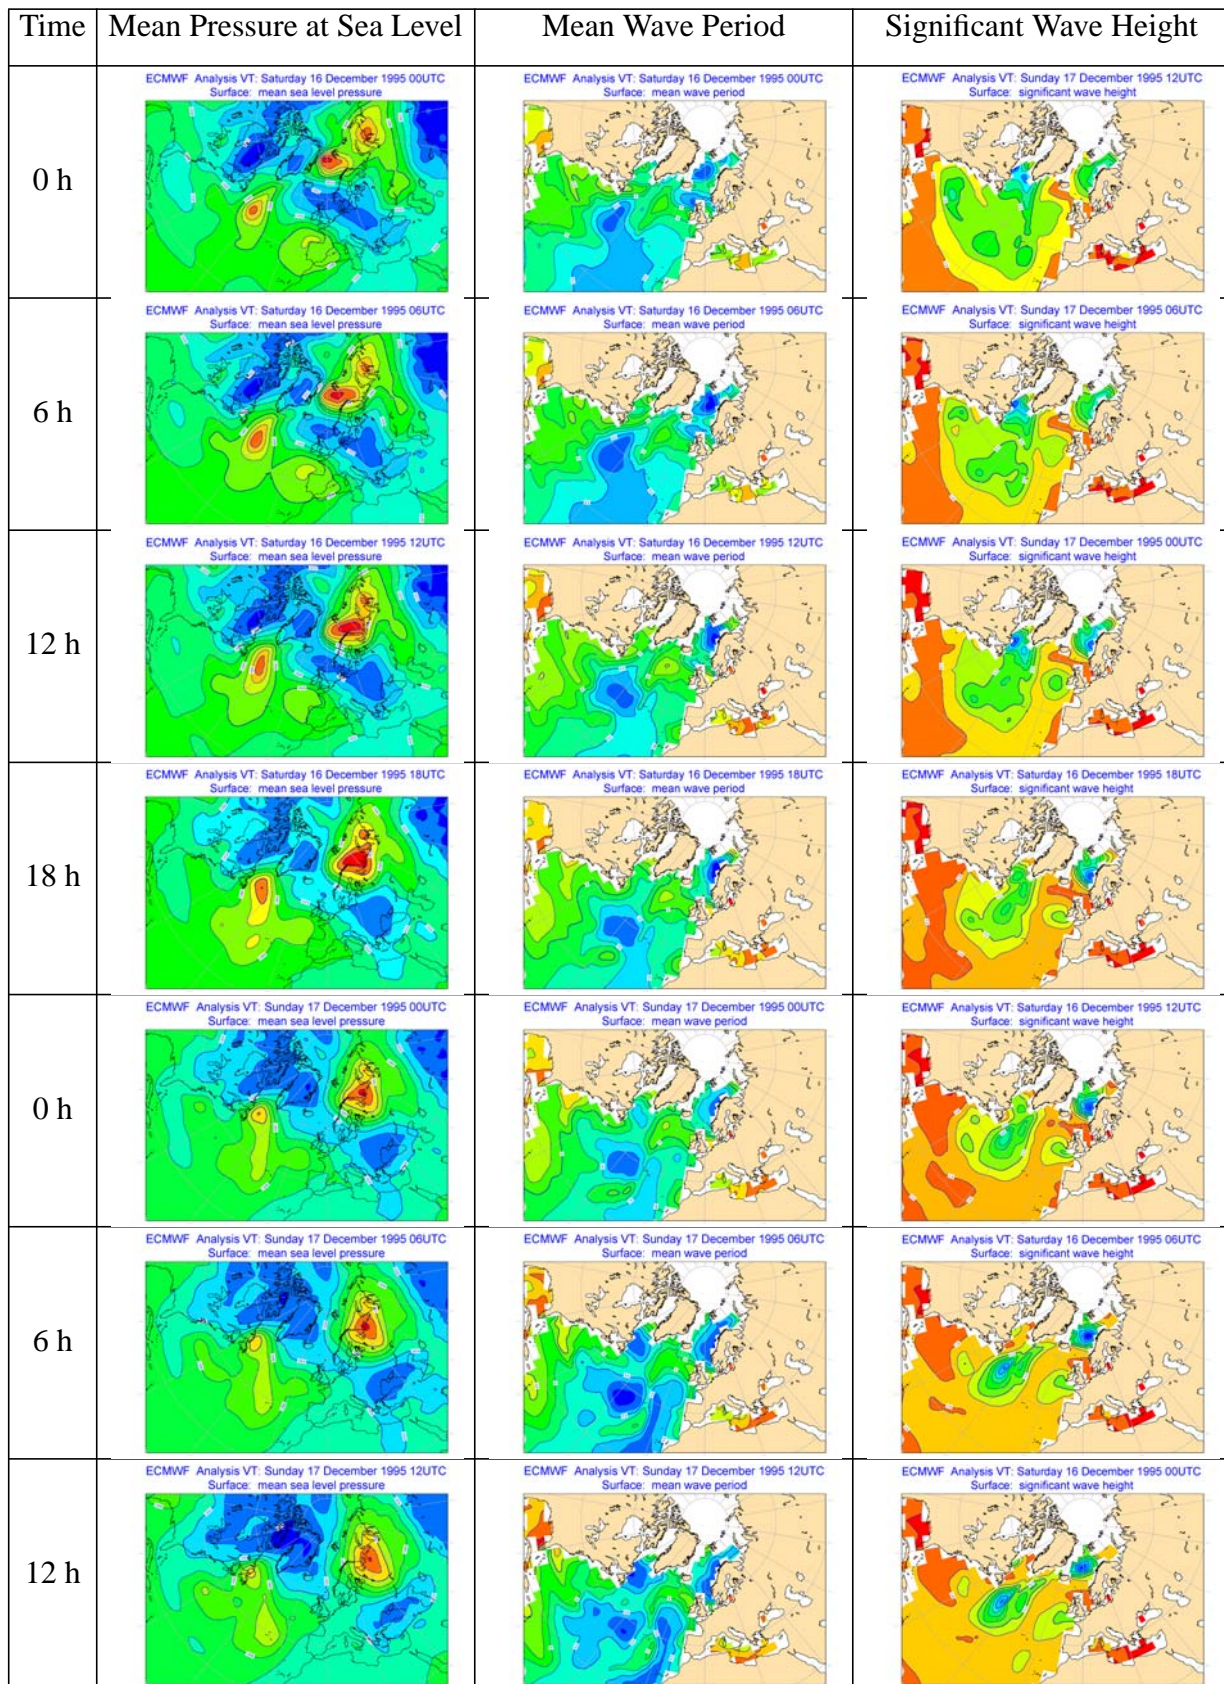 Time Mean Pressure at Sea Level Mean Wave Period Significant Wave Height
0 h
ECMWF Analysis VT: Saturday 16 December 1995 00UTC
Surface: mean sea level pressure
ECMWF Analysis VT: Saturday 16 December 1995 00UTC
Surface: mean wave period
ECMWF Analysis VT: Sunday 17 December 1995 12UTC
Surface: significant wave height
6 h
ECMWF Analysis VT: Saturday 16 December 1995 06UTC
Surface: mean sea level pressure
ECMWF Analysis VT: Saturday 16 December 1995 06UTC
Surface: mean wave period
ECMWF Analysis VT: Sunday 17 December 1995 06UTC
Surface: significant wave height
12 h
ECMWF Analysis VT: Saturday 16 December 1995 12UTC
Surface: mean sea level pressure
ECMWF Analysis VT: Saturday 16 December 1995 12UTC
Surface: mean wave period
ECMWF Analysis VT: Sunday 17 December 1995 00UTC
Surface: significant wave height
18 h
ECMWF Analysis VT: Saturday 16 December 1995 18UTC
Surface: mean sea level pressure
ECMWF Analysis VT: Saturday 16 December 1995 18UTC
Surface: mean wave period
ECMWF Analysis VT: Saturday 16 December 1995 18UTC
Surface: significant wave height
0 h
ECMWF Analysis VT: Sunday 17 December 1995 00UTC
Surface: mean sea level pressure
ECMWF Analysis VT: Sunday 17 December 1995 00UTC
Surface: mean wave period
ECMWF Analysis VT: Saturday 16 December 1995 12UTC
Surface: significant wave height
6 h
ECMWF Analysis VT: Sunday 17 December 1995 06UTC
Surface: mean sea level pressure
ECMWF Analysis VT: Sunday 17 December 1995 06UTC
Surface: mean wave period
ECMWF Analysis VT: Saturday 16 December 1995 06UTC
Surface: significant wave height
12 h
ECMWF Analysis VT: Sunday 17 December 1995 12UTC
Surface: mean sea level pressure
ECMWF Analysis VT: Sunday 17 December 1995 12UTC
Surface: mean wave period
ECMWF Analysis VT: Saturday 16 December 1995 00UTC
Surface: significant wave height